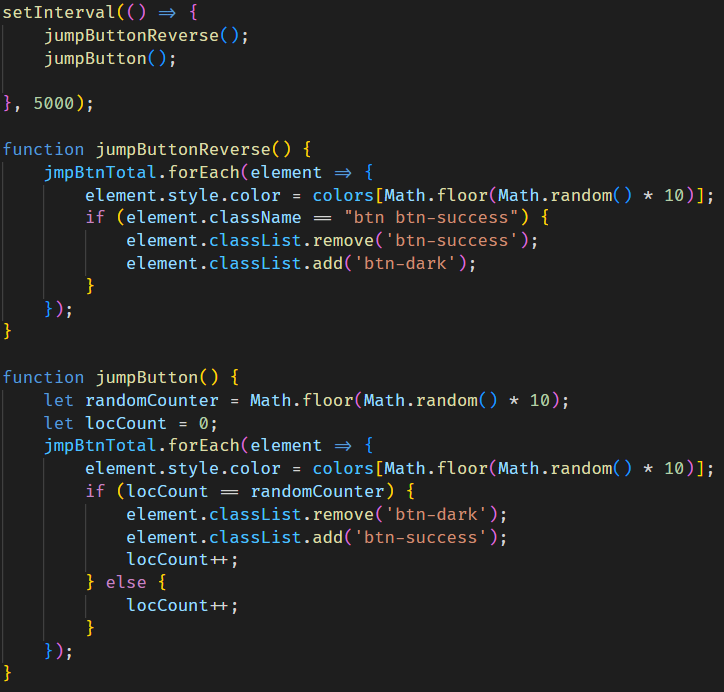 setInterval(() => {
    jumpButtonReverse();
    jumpButton();

}, 5000);

function jumpButtonReverse() {
    jmpBtnTotal.forEach(element => {
        element.style.color = colors[Math.floor(Math.random() * 10)];
        if (element.className == "btn btn-success") {
            element.classList.remove('btn-success');
            element.classList.add('btn-dark');
        }
    });
}

function jumpButton() {
    let randomCounter = Math.floor(Math.random() * 10);
    let locCount = 0;
    jmpBtnTotal.forEach(element => {
        element.style.color = colors[Math.floor(Math.random() * 10)];
        if (locCount == randomCounter) {
            element.classList.remove('btn-dark');
            element.classList.add('btn-success');
            locCount++;
        } else {
            locCount++;
        }
    });
}